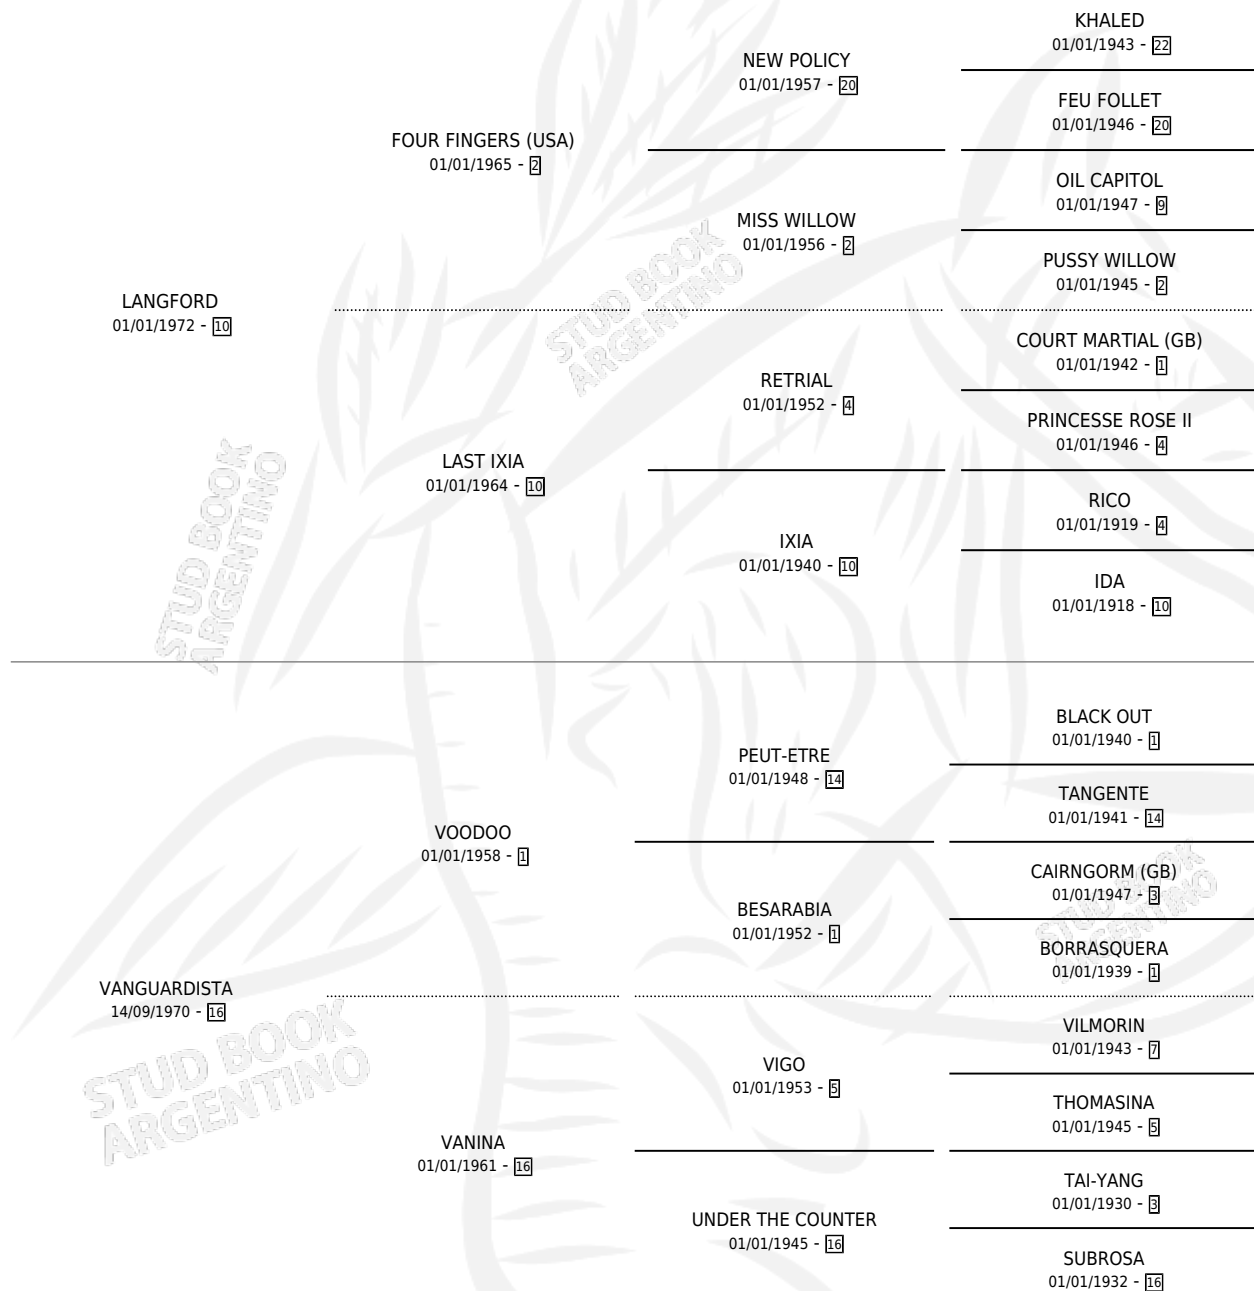 KHALED
01/01/1943 - 22
NEW POLICY
01/01/1957 - 20
FEU FOLLET
01/01/1946 - 20
FOUR FINGERS (USA)
01/01/1965 - 2
OIL CAPITOL
01/01/1947 - 9
MISS WILLOW
01/01/1956 - 2
PUSSY WILLOW
01/01/1945 - 2
LANGFORD
01/01/1972 - 10
COURT MARTIAL (GB)
01/01/1942 - 1
RETRIAL
01/01/1952 - 4
PRINCESSE ROSE II
01/01/1946 - 4
LAST IXIA
01/01/1964 - 10
RICO
01/01/1919 - 4
IXIA
01/01/1940 - 10
IDA
01/01/1918 - 10
BLACK OUT
01/01/1940 - 1
PEUT-ETRE
01/01/1948 - 14
TANGENTE
01/01/1941 - 14
VOODOO
01/01/1958 - 1
CAIRNGORM (GB)
01/01/1947 - 3
BESARABIA
01/01/1952 - 1
BORRASQUERA
01/01/1939 - 1
VANGUARDISTA
14/09/1970 - 16
VILMORIN
01/01/1943 - 7
VIGO
01/01/1953 - 5
THOMASINA
01/01/1945 - 5
VANINA
01/01/1961 - 16
TAI-YANG
01/01/1930 - 3
UNDER THE COUNTER
01/01/1945 - 16
SUBROSA
01/01/1932 - 16
STUD BOOK
ARGENTINO
STUD BOOK
ARGENTINO
STUD BOOK
ARGENTINO
STUD BOOK
ARGENTINO